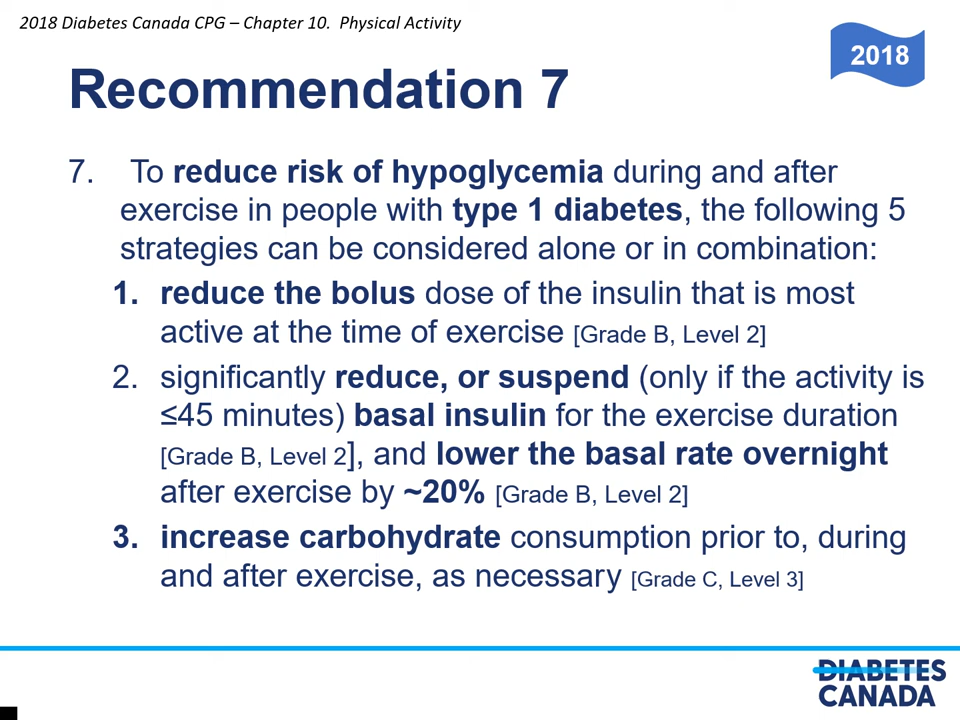 2018 Diabetes Canada CPG – Chapter 10.  Physical Activity
2018
Recommendation 7
7. To reduce risk of hypoglycemia during and after
exercise in people with type 1 diabetes, the following 5
strategies can be considered alone or in combination:
1. reduce the bolus dose of the insulin that is most
active at the time of exercise [Grade B, Level 2]
2. significantly reduce, or suspend (only if the activity is
≤45 minutes) basal insulin for the exercise duration
[Grade B, Level 2], and lower the basal rate overnight
after exercise by ~20% [Grade B, Level 2]
3. increase carbohydrate consumption prior to, during
and after exercise, as necessary [Grade C, Level 3]
DIABETES
CANADA